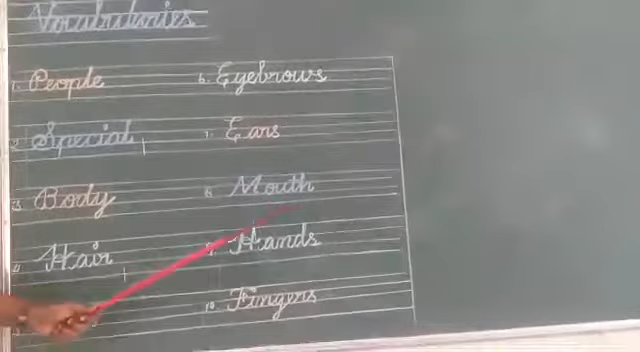 Vocabularies
1. People
2. Special
3. Body
4. Hair
6. Eyebrows
7. Ears
8. Mouth
9. Hands
10. Fingers